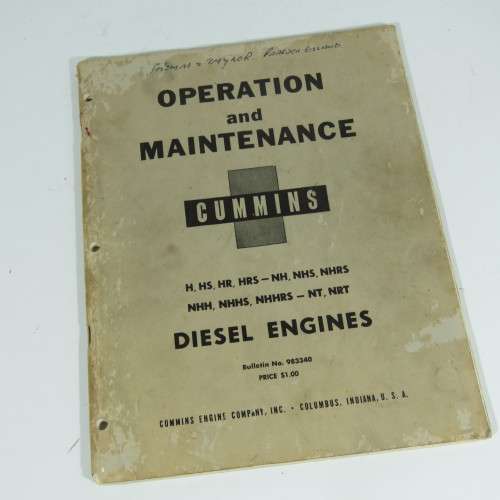 OPERATION
and
MAINTENANCE
CUMMINS
H, HS, HR, HRS – NH, NHS, NHRS
NHH, NHHS, NHHRS – NT, NRT
DIESEL ENGINES
Bulletin No. 983240
PRICE $1.00
CUMMINS ENGINE COMPANY, INC. • COLUMBUS, INDIANA, U. S. A.